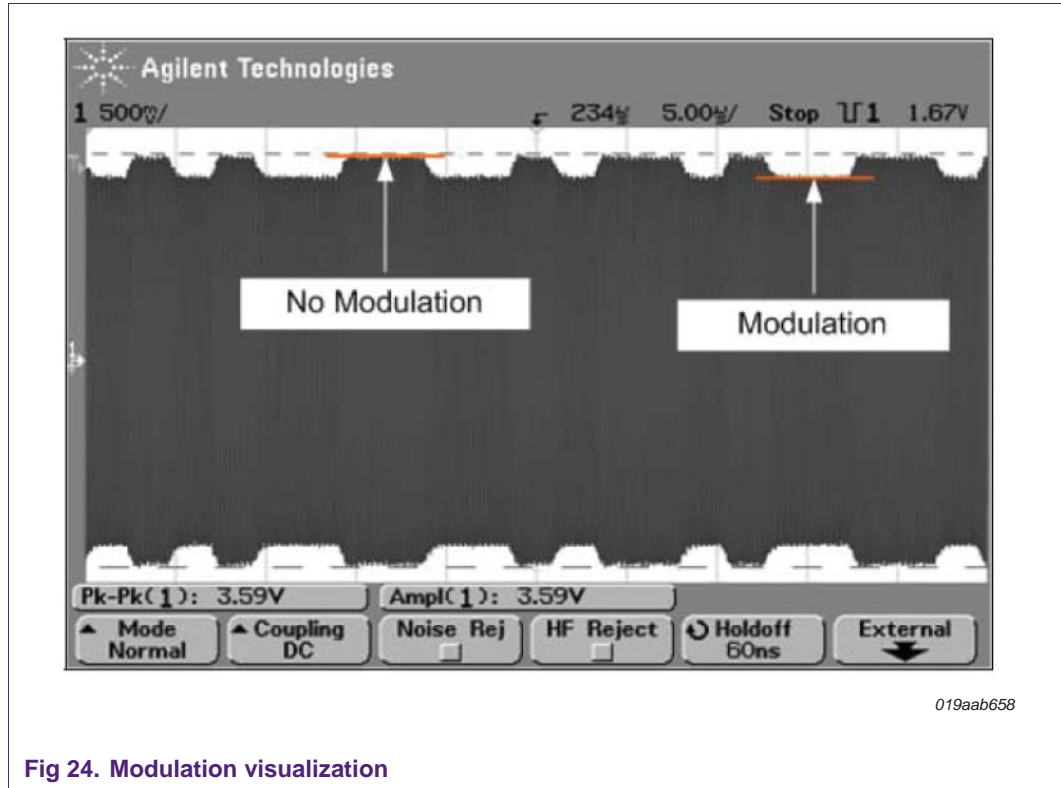 Agilent Technologies
1 500㎷/ 234㎲ 5.00㎲/ Stop 1 1.67V
No Modulation
Modulation
1
Pk-Pk(1): 3.59V Ampl(1): 3.59V
Mode Normal Coupling DC Noise Rej HF Reject Holdoff 60ns External
019aab658
Fig 24. Modulation visualization